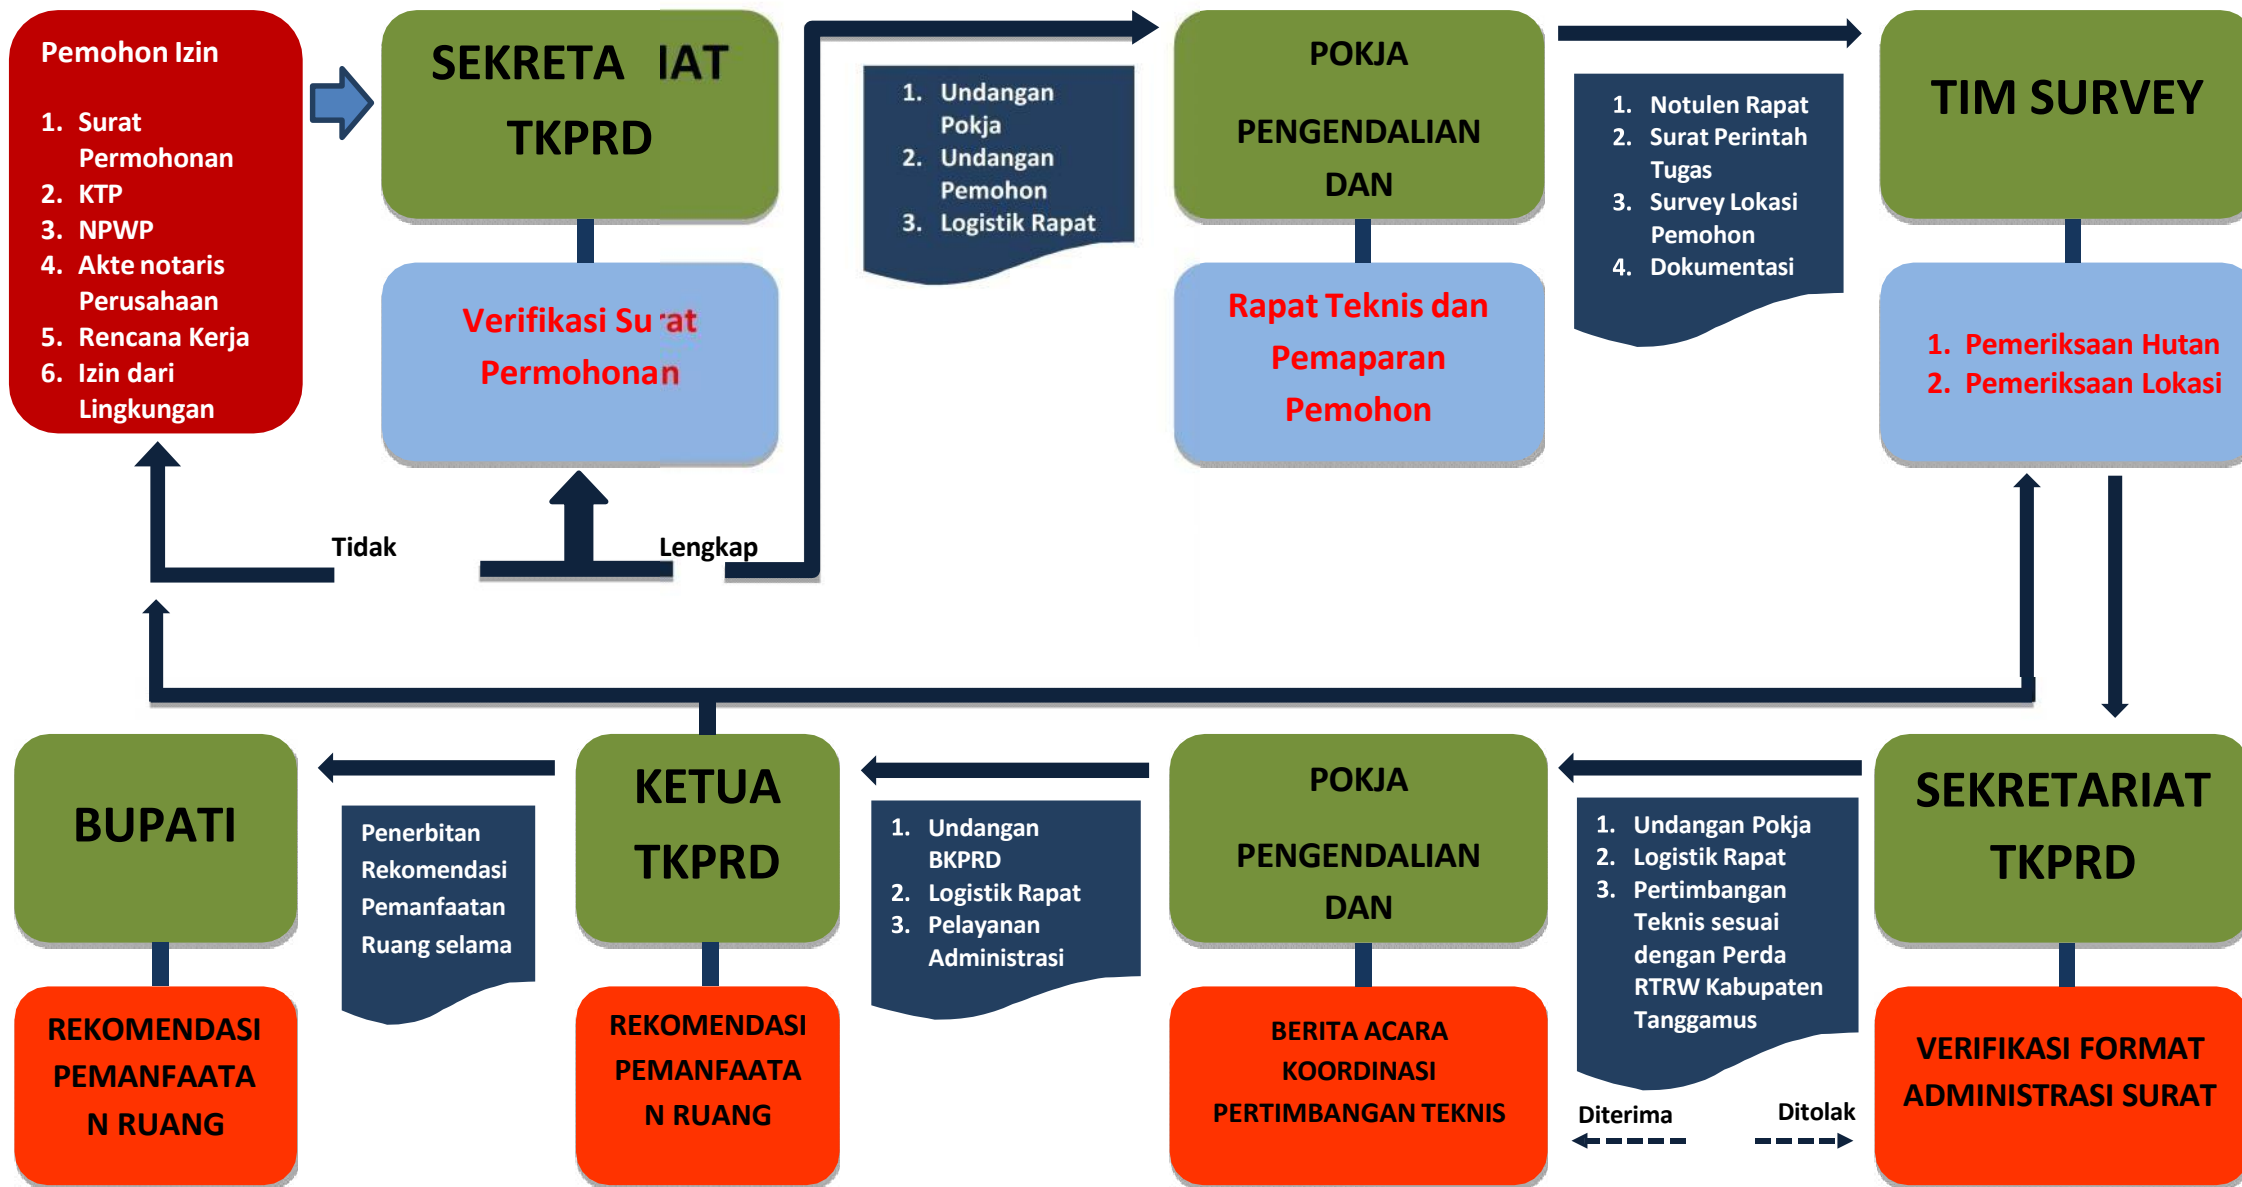 Pemohon Izin
1. Surat
Permohonan
2. KTP
3. NPWP
4. Akte notaris
Perusahaan
5. Rencana Kerja
6. Izin dari
Lingkungan
SEKRETA IAT
TKPRD
Verifikasi Surat
Permohonan
Tidak
Lengkap
1. Undangan
Pokja
2. Undangan
Pemohon
3. Logistik Rapat
POKJA
PENGENDALIAN
DAN
Rapat Teknis dan
Pemaparan
Pemohon
1. Notulen Rapat
2. Surat Perintah
Tugas
3. Survey Lokasi
Pemohon
4. Dokumentasi
TIM SURVEY
1. Pemeriksaan Hutan
2. Pemeriksaan Lokasi
BUPATI
REKOMENDASI
PEMANFAATA
N RUANG
Penerbitan
Rekomendasi
Pemanfaatan
Ruang selama
KETUA
TKPRD
REKOMENDASI
PEMANFAATA
N RUANG
1. Undangan
BKPRD
2. Logistik Rapat
3. Pelayanan
Administrasi
POKJA
PENGENDALIAN
DAN
BERITA ACARA
KOORDINASI
PERTIMBANGAN TEKNIS
1. Undangan Pokja
2. Logistik Rapat
3. Pertimbangan
Teknis sesuai
dengan Perda
RTRW Kabupaten
Tanggamus
Diterima
Ditolak
SEKRETARIAT
TKPRD
VERIFIKASI FORMAT
ADMINISTRASI SURAT